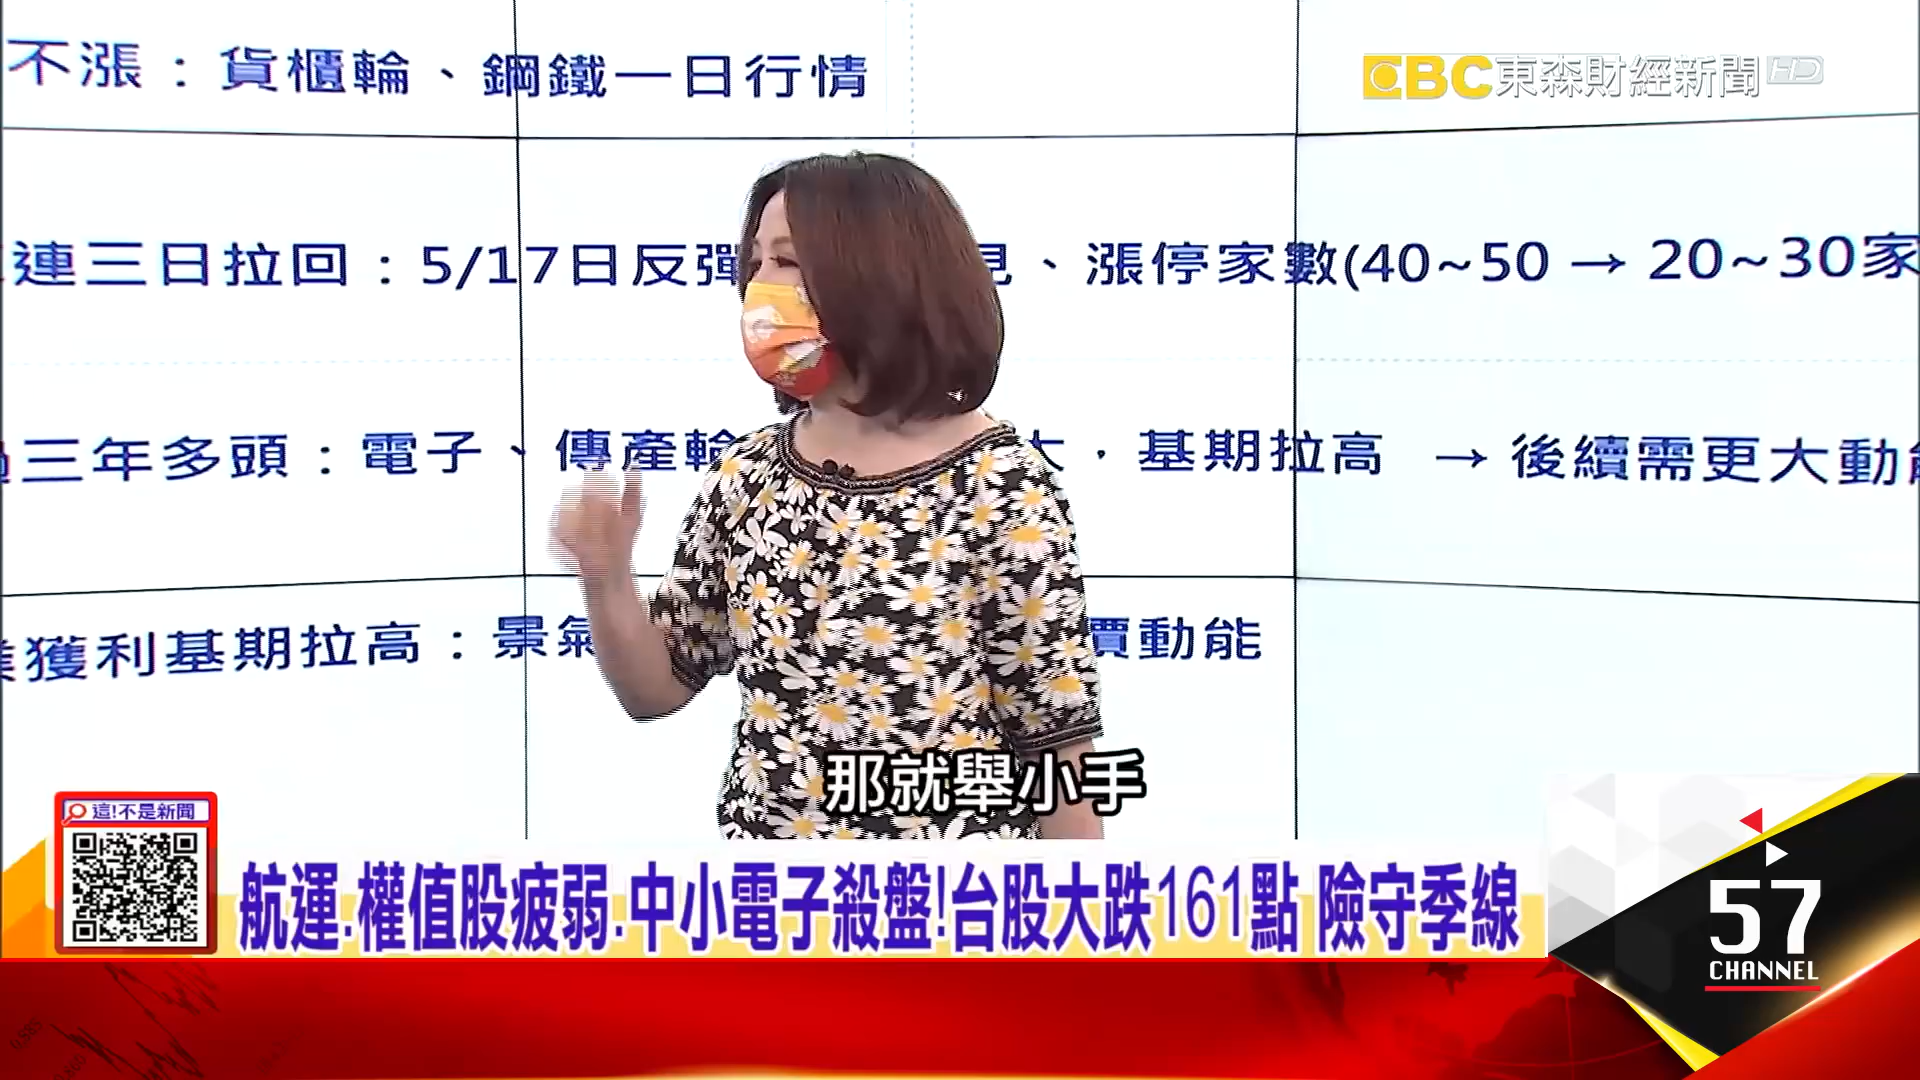 不漲：貨櫃輪、鋼鐵一日行情
EBC東森財經新聞HD
連三日拉回：5/17日反彈 見、漲停家數(40~50→20~30家
三年多頭：電子、傳產輪 大，基期拉高 → 後續需更大動能
獲利基期拉高：景氣 動能
那就舉小手
這!不是新聞
航運.權值股疲弱.中小電子殺盤!台股大跌161點 險守季線
57
CHANNEL